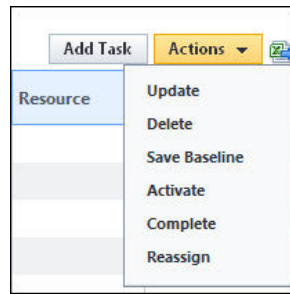 Add Task Actions
Resource
Update
Delete
Save Baseline
Activate
Complete
Reassign